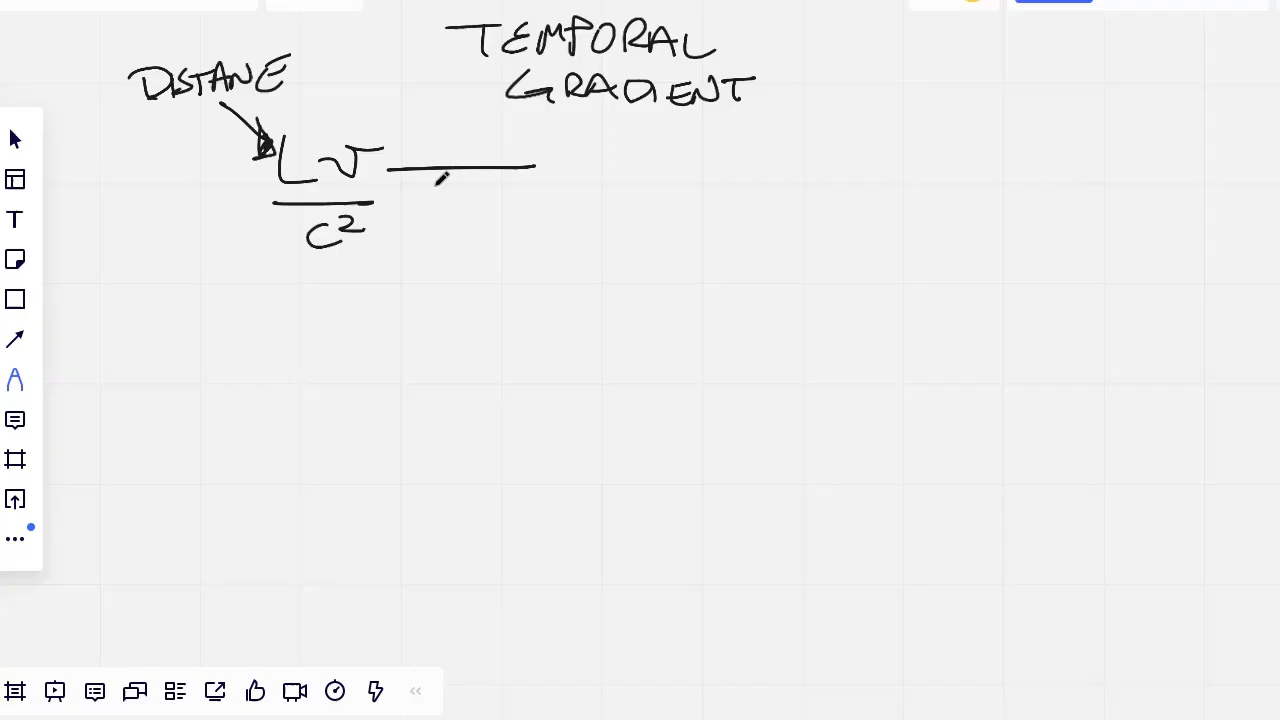 TEMPORAL
GRADIENT
DISTANE
Lv
c²
T